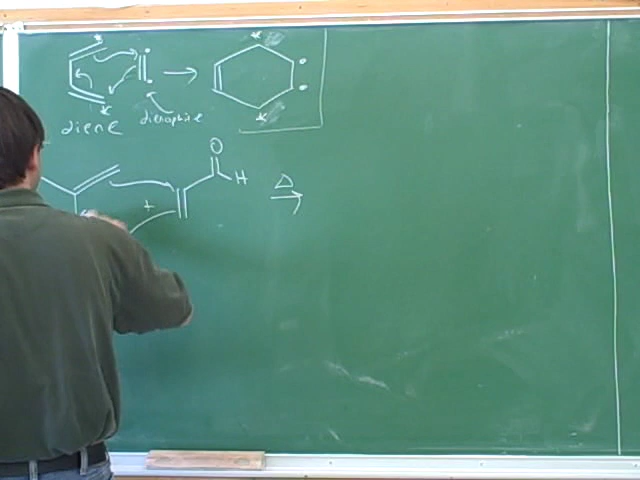 diene dienophile
O
+ H Δ